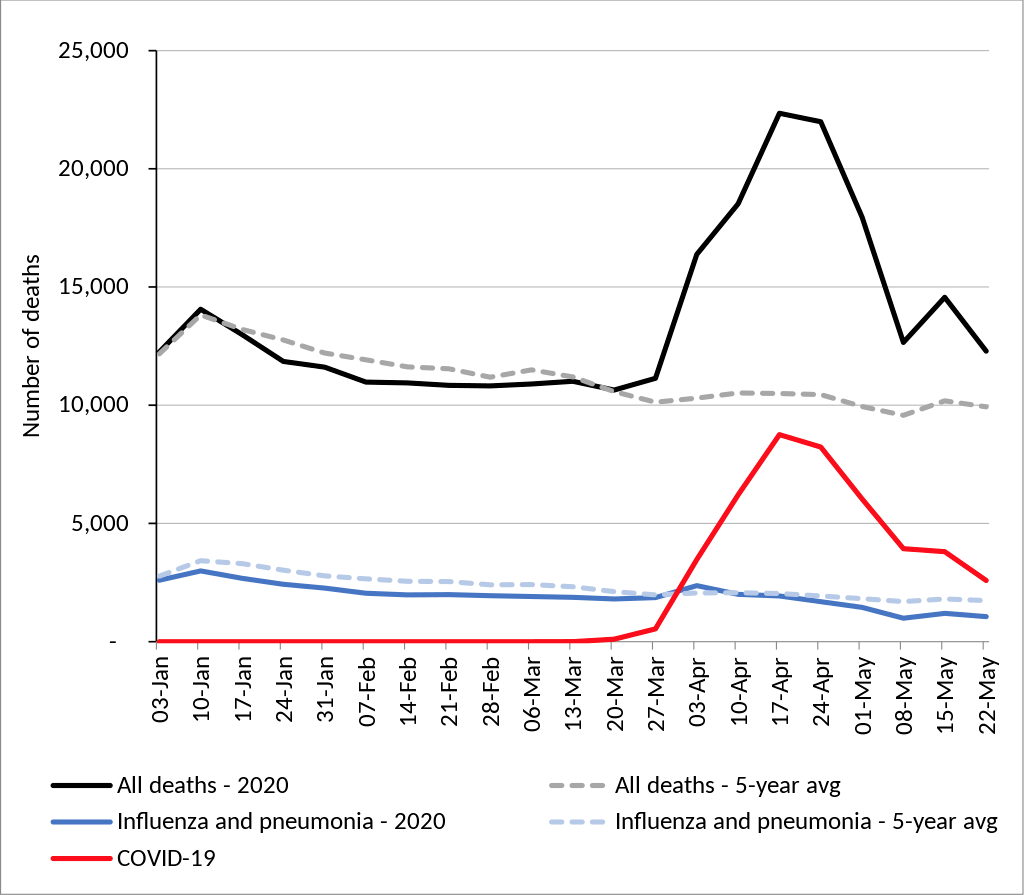 25,000
20,000
15,000
10,000
5,000
-
Number of deaths
03-Jan
10-Jan
17-Jan
24-Jan
31-Jan
07-Feb
14-Feb
21-Feb
28-Feb
06-Mar
13-Mar
20-Mar
27-Mar
03-Apr
10-Apr
17-Apr
24-Apr
01-May
08-May
15-May
22-May
All deaths - 2020
All deaths - 5-year avg
Influenza and pneumonia - 2020
Influenza and pneumonia - 5-year avg
COVID-19